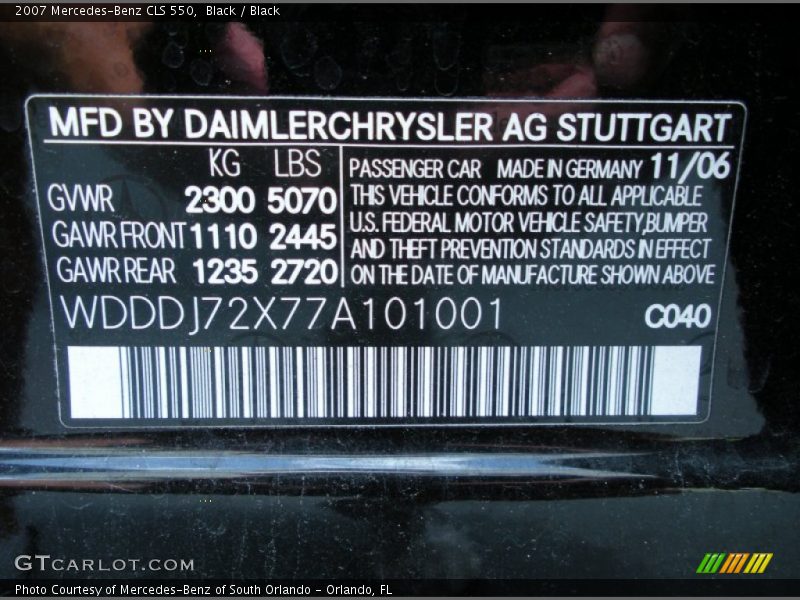 2007 Mercedes-Benz CLS 550, Black / Black
MFD BY DAIMLERCHRYSLER AG STUTTGART
KG LBS
GVWR 2300 5070
GAWR FRONT 1110 2445
GAWR REAR 1235 2720
PASSENGER CAR MADE IN GERMANY 11/06
THIS VEHICLE CONFORMS TO ALL APPLICABLE
U.S. FEDERAL MOTOR VEHICLE SAFETY,BUMPER
AND THEFT PREVENTION STANDARDS IN EFFECT
ON THE DATE OF MANUFACTURE SHOWN ABOVE
WDDDJ72X77A101001 C040
GTCARLOT.COM
Photo Courtesy of Mercedes-Benz of South Orlando - Orlando, FL